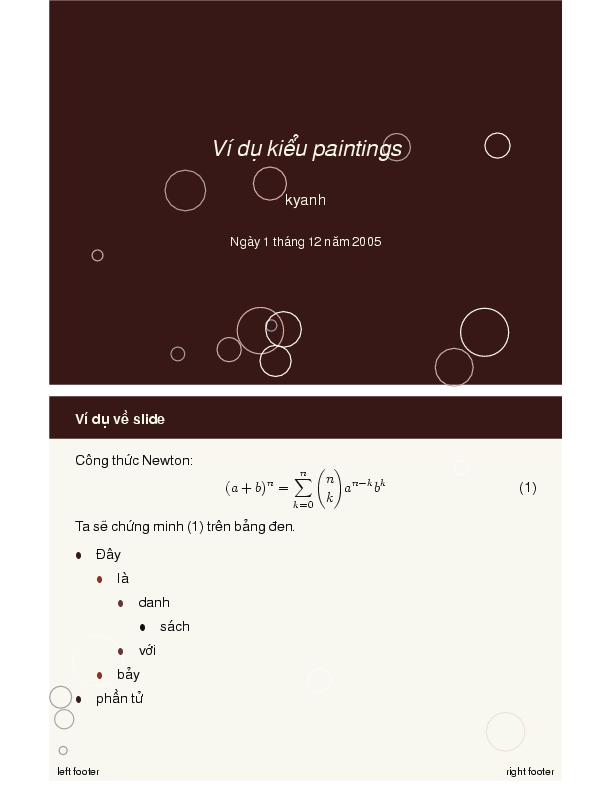 Ví dụ kiểu paintings
kyanh
Ngày 1 tháng 12 năm 2005
Ví dụ về slide
Công thức Newton:
(a + b)^n = \sum_{k=0}^{n} \binom{n}{k} a^{n-k} b^k (1)
Ta sẽ chứng minh (1) trên bảng đen.
• Đây
• là
• danh
• sách
• với
• bảy
• phần tử
left footer right footer